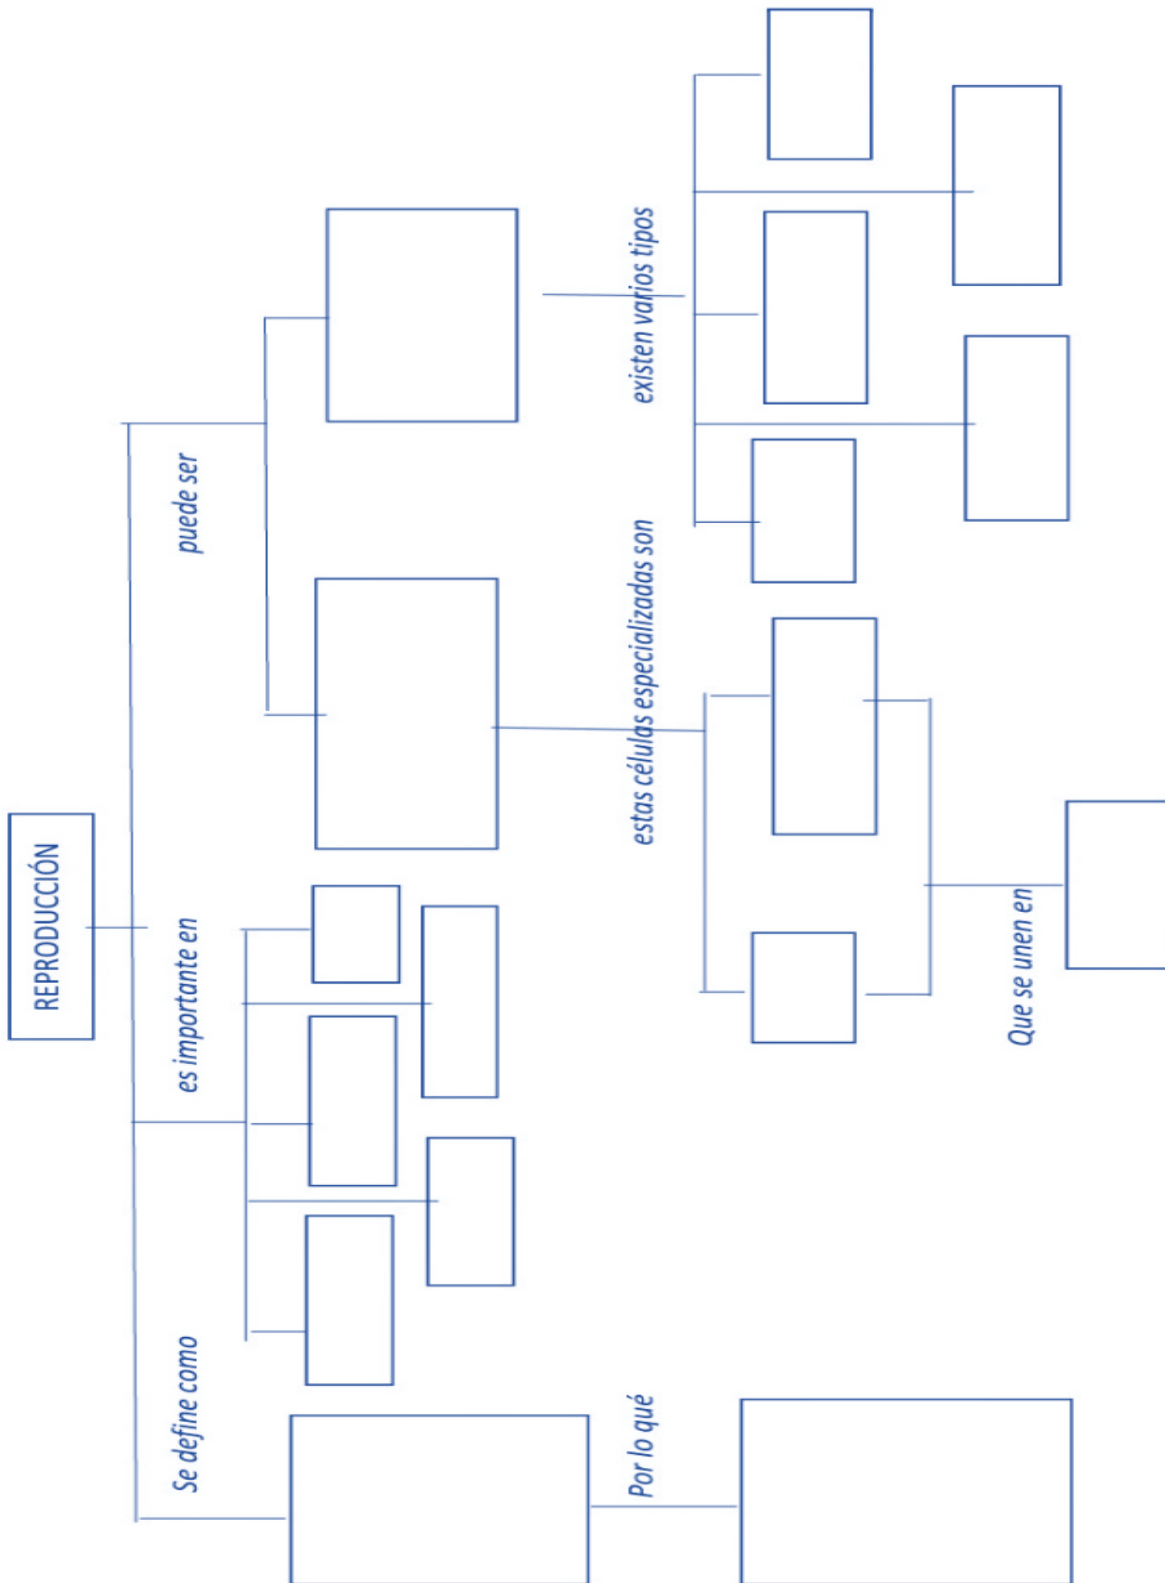 REPRODUCCIÓN
Se define como
es importante en
puede ser
Por lo qué
estas células especializadas son
existen varios tipos
Que se unen en